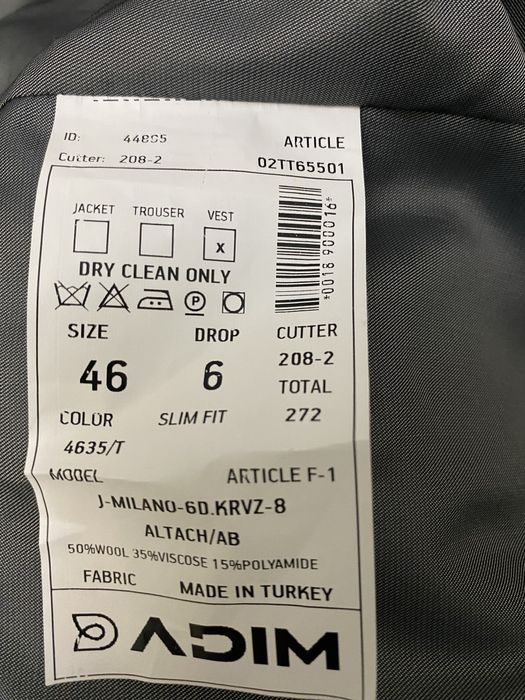 ID:
ARTICLE
Cutter: 208-2
02TT65501
JACKET TROUSER VEST
x
DRY CLEAN ONLY
P
*0018 9000016*
SIZE DROP CUTTER
46 6 208-2
TOTAL
COLOR SLIM FIT 272
4635/T
MODEL ARTICLE F-1
J-MILANO-6D.KRVZ-8
ALTACH/AB
50%WOOL 35%VISCOSE 15%POLYAMIDE
FABRIC MADE IN TURKEY